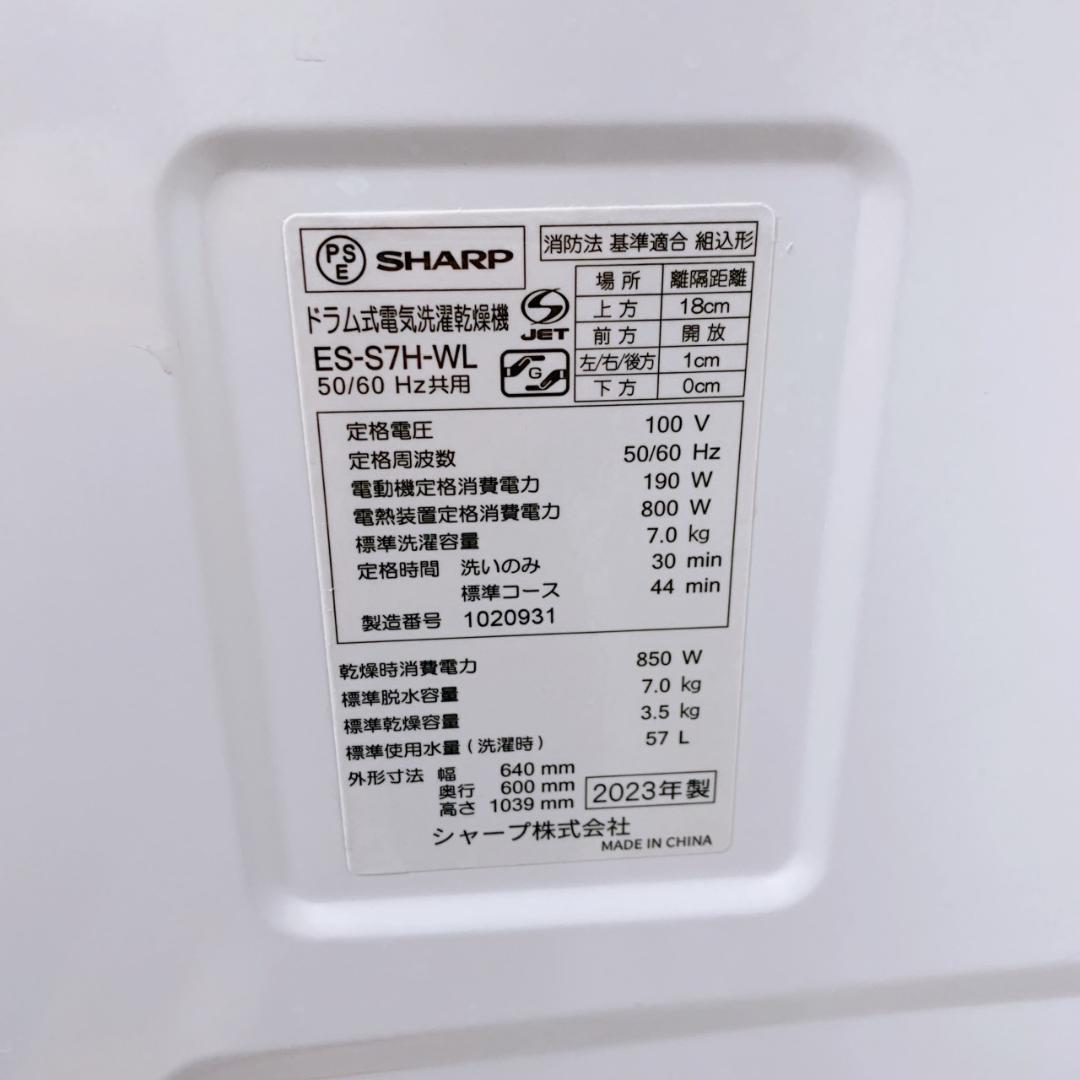 PSE SHARP
ドラム式電気洗濯乾燥機
ES-S7H-WL
50/60 Hz共用
JET
G
消防法 基準適合 組込形
場所 離隔距離
上方 18cm
前方 開放
左/右/後方 1cm
下方 0cm
定格電圧 100 V
定格周波数 50/60 Hz
電動機定格消費電力 190 W
電熱装置定格消費電力 800 W
標準洗濯容量 7.0 kg
定格時間 洗いのみ 30 min
標準コース 44 min
製造番号 1020931
乾燥時消費電力 850 W
標準脱水容量 7.0 kg
標準乾燥容量 3.5 kg
標準使用水量(洗濯時) 57 L
外形寸法 幅 640 mm
奥行 600 mm
高さ 1039 mm
2023年製
シャープ株式会社
MADE IN CHINA